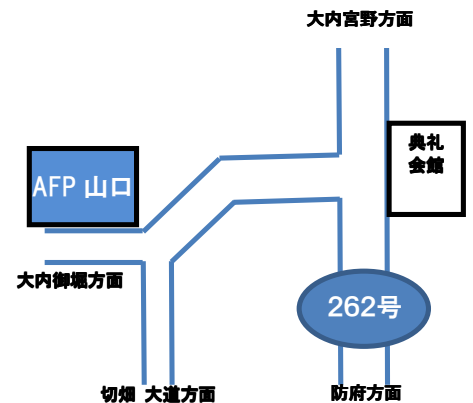 大内宮野方面
典礼
会館
AFP 山口
大内御堀方面
262号
切畑 大道方面
防府方面